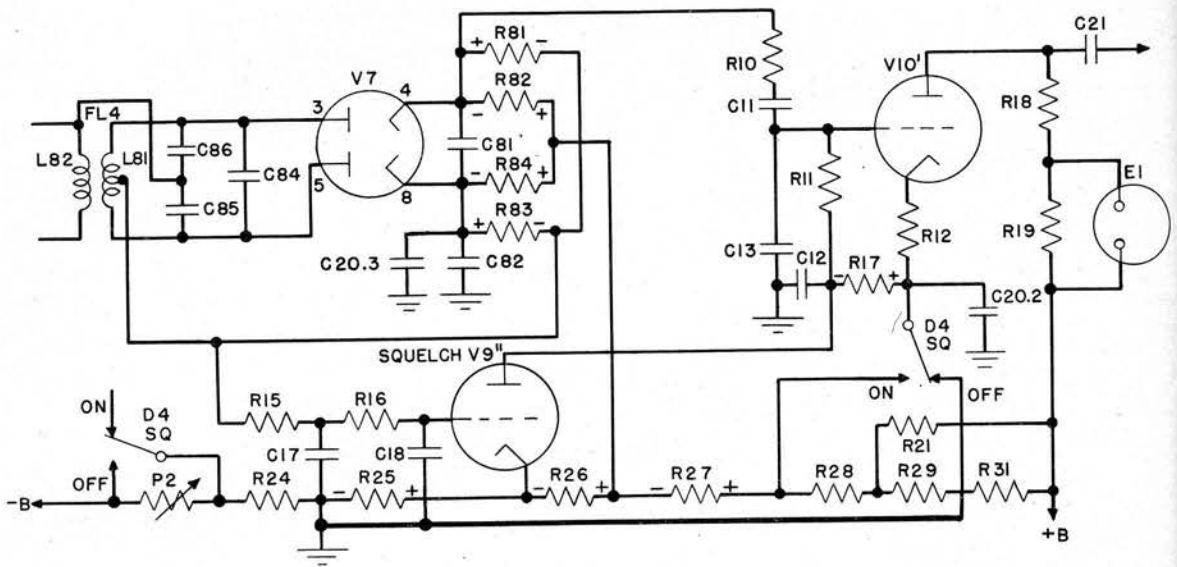 R81
+ -
R82
- +
C21
R10
V10'
R18
V7
4
C11
FL4
3
L82
L81
C86
C81
E1
C84
R84
- +
R11
5
8
C85
R83
+ -
R12
R19
C20.3
C82
C13
C12
R17
- +
C20.2
D4
SQ
SQUELCH V9"
ON
OFF
ON
D4
SQ
R15
R16
R21
C17
C18
OFF
P2
R24
R25
- +
R26
- +
R27
- +
R28
R29
R31
-B
+B